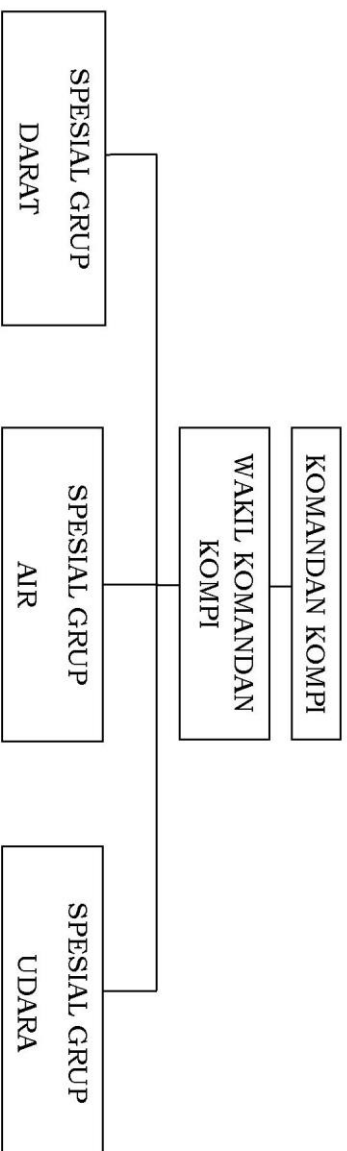 KOMANDAN KOMPI
WAKIL KOMANDAN
KOMPI
SPESIAL GRUP
DARAT
SPESIAL GRUP
AIR
SPESIAL GRUP
UDARA